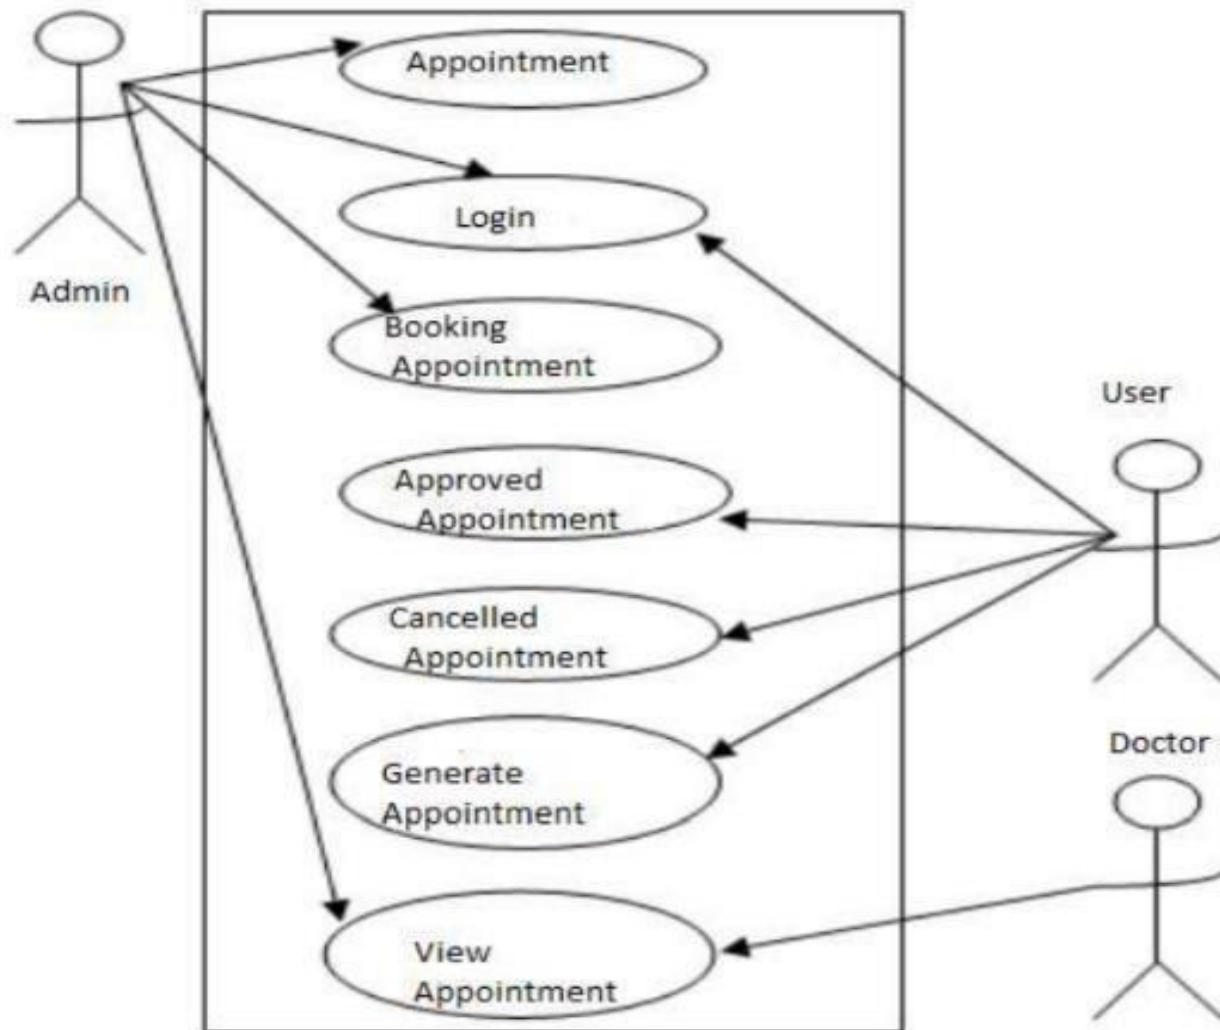 Appointment
Login
Admin
Booking
Appointment
User
Approved
Appointment
Cancelled
Appointment
Doctor
Generate
Appointment
View
Appointment